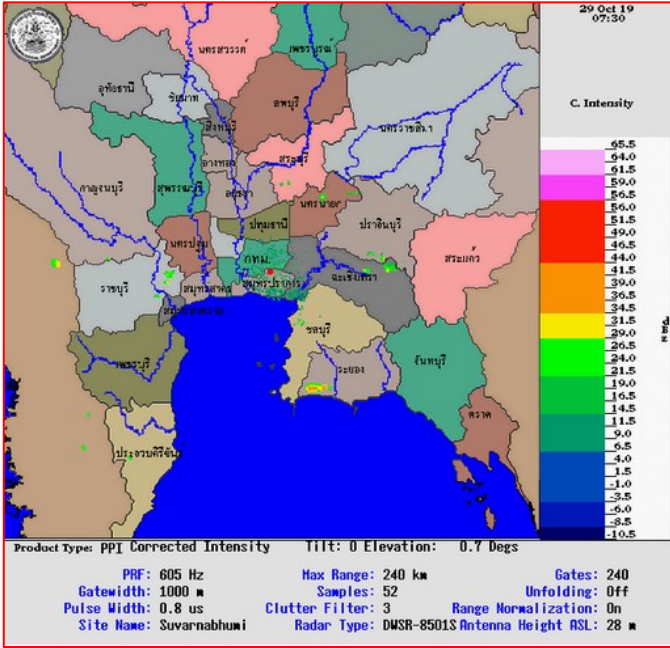 29 Oct 19
07:30
นครสวรรค์
เพชรบูรณ์
อุทัยธานี
ชัยนาท
C. Intensity
ลพบุรี
สิงหบุรี
นครราชสีมา
65.5
64.0
อ่างทอง
สระบุรี
61.5
กาญจนบุรี
สุพรรณบุรี
59.0
อยุธยา
56.5
นครนายก
56.0
ปทุมธานี
ปราจีนบุรี
51.5
นครปฐม
49.0
สระแก้ว
46.5
กทม.
44.0
ราชบุรี
ฉะเชิงเทรา
41.5
สมุทรสาคร
สมุทรปราการ
39.0
36.5
สมุทรสงคราม
34.0
ชลบุรี
31.5
29.0
เพชรบุรี
26.5
ระยอง
จันทบุรี
24.0
21.5
19.0
16.5
ตราด
14.0
11.5
ประจวบคีรีขันธ์
9.0
6.5
4.0
1.5
-1.0
-3.5
-6.0
-8.5
-10.5
Product Type: PPI Corrected Intensity Tilt: 0 Elevation: 0.7 Degs
PRF: 605 Hz Max Range: 240 km Gates: 240
Gatewidth: 1000 m Samples: 52 Unfolding: Off
Pulse Width: 0.8 us Clutter Filter: 3 Range Normalization: On
Site Name: Suvarnabhumi Radar Type: DWSR-8501S Antenna Height ASL: 28 m